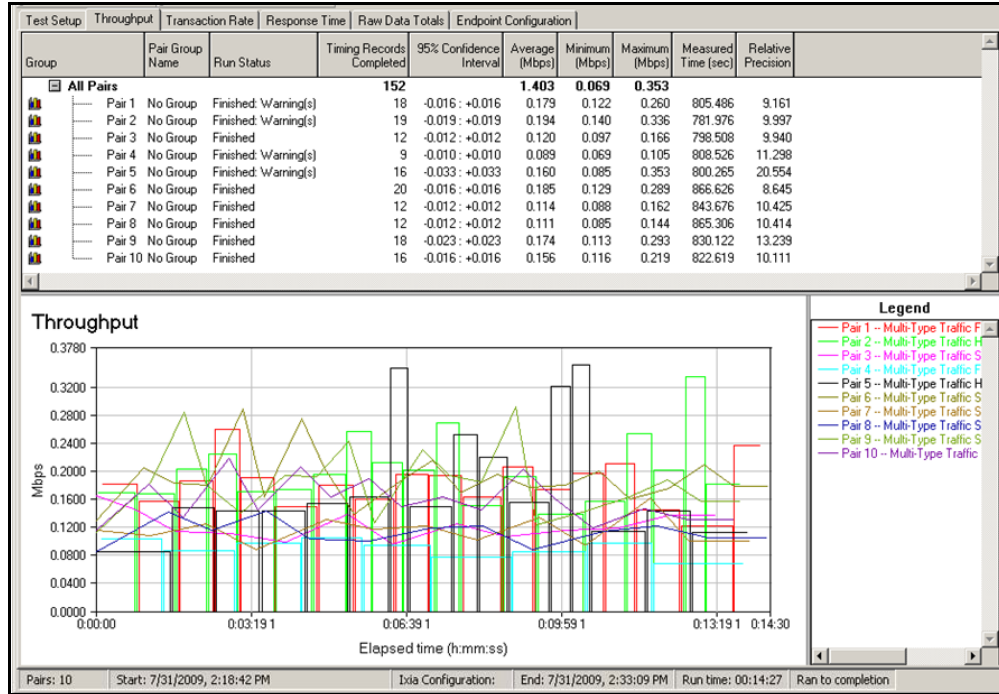 Test Setup Throughput Transaction Rate Response Time Raw Data Totals Endpoint Configuration
Group Pair Group Name Run Status Timing Records Completed 95% Confidence Interval Average (Mbps) Minimum (Mbps) Maximum (Mbps) Measured Time (sec) Relative Precision
All Pairs 152 1.403 0.069 0.353
Pair 1 No Group Finished: Warning(s) 18 -0.016 : +0.016 0.179 0.122 0.260 805.486 9.161
Pair 2 No Group Finished: Warning(s) 19 -0.019 : +0.019 0.194 0.140 0.336 781.976 9.997
Pair 3 No Group Finished 12 -0.012 : +0.012 0.120 0.097 0.166 798.508 9.940
Pair 4 No Group Finished: Warning(s) 9 -0.010 : +0.010 0.089 0.069 0.105 808.526 11.298
Pair 5 No Group Finished: Warning(s) 16 -0.033 : +0.033 0.160 0.085 0.353 800.265 20.554
Pair 6 No Group Finished 20 -0.016 : +0.016 0.185 0.129 0.289 866.626 8.645
Pair 7 No Group Finished 12 -0.012 : +0.012 0.114 0.088 0.162 843.676 10.425
Pair 8 No Group Finished 12 -0.012 : +0.012 0.111 0.085 0.144 865.306 10.414
Pair 9 No Group Finished 18 -0.023 : +0.023 0.174 0.113 0.293 830.122 13.239
Pair 10 No Group Finished 16 -0.016 : +0.016 0.156 0.116 0.219 822.619 10.111
Throughput
0.3780
0.3200
0.2800
0.2400
0.2000
0.1600
0.1200
0.0800
0.0400
0.0000
Mbps
0:00:00 0:03:19 1 0:06:39 1 0:09:59 1 0:13:19 1 0:14:30
Elapsed time (h:mm:ss)
Legend
Pair 1 -- Multi-Type Traffic F
Pair 2 -- Multi-Type Traffic H
Pair 3 -- Multi-Type Traffic S
Pair 4 -- Multi-Type Traffic F
Pair 5 -- Multi-Type Traffic H
Pair 6 -- Multi-Type Traffic S
Pair 7 -- Multi-Type Traffic S
Pair 8 -- Multi-Type Traffic S
Pair 9 -- Multi-Type Traffic S
Pair 10 -- Multi-Type Traffic
Pairs: 10 Start: 7/31/2009, 2:18:42 PM Ixia Configuration: End: 7/31/2009, 2:33:09 PM Run time: 00:14:27 Ran to completion